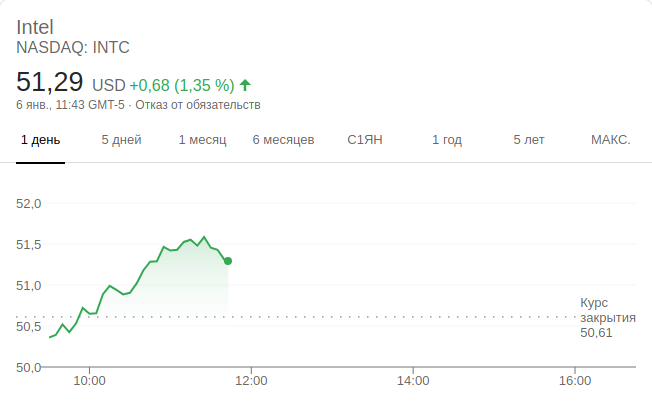 Intel
NASDAQ: INTC
51,29 USD +0,68 (1,35 %)
6 янв., 11:43 GMT-5 · Отказ от обязательств
1 день 5 дней 1 месяц 6 месяцев С1ЯН 1 год 5 лет МАКС.
52,0
51,5
51,0
50,5
50,0
Курс
закрытия
50,61
10:00 12:00 14:00 16:00